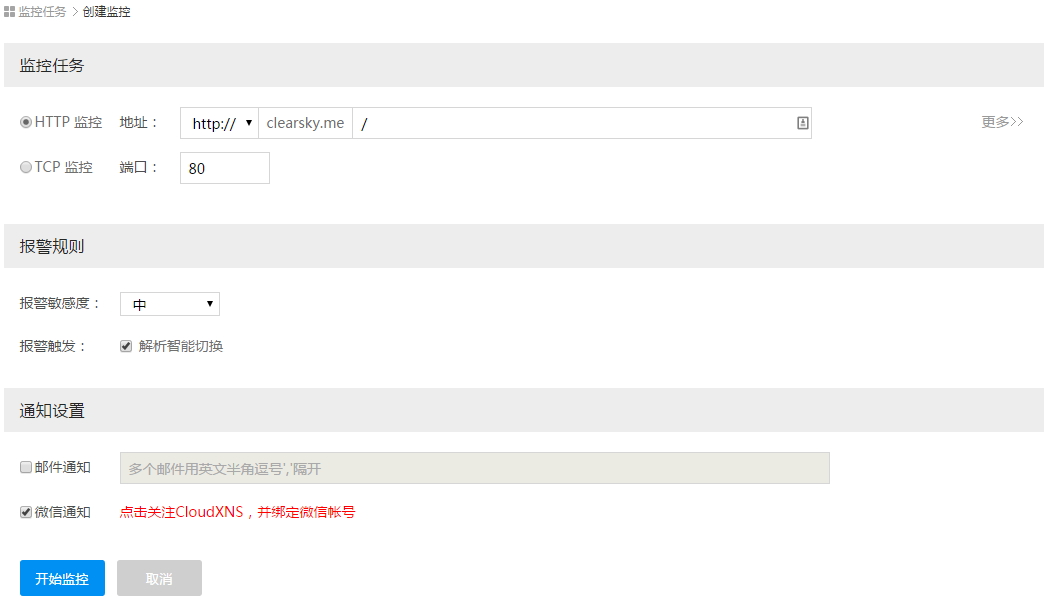 监控任务 > 创建监控
监控任务
HTTP 监控 地址： http:// clearsky.me / 更多>>
TCP 监控 端口： 80
报警规则
报警敏感度： 中
报警触发： 解析智能切换
通知设置
邮件通知 多个邮件用英文半角逗号','隔开
微信通知 点击关注CloudXNS，并绑定微信帐号
开始监控 取消